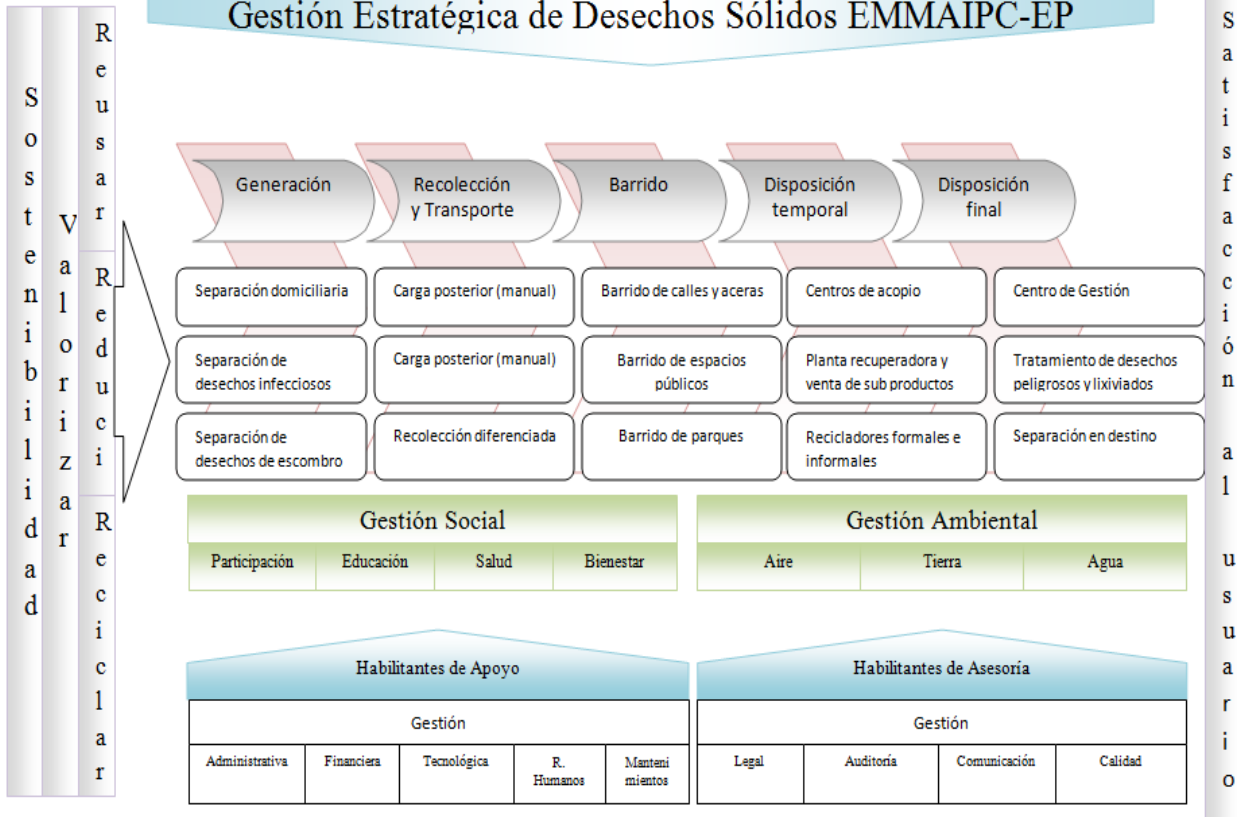 Gestión Estratégica de Desechos Sólidos EMMAIPC-EP
Sostenibilidad
Valorizar
Reusar
Reduci
Reciclar
Generación
Recolección
y Transporte
Barrido
Disposición
temporal
Disposición
final
Separación domiciliaria
Carga posterior (manual)
Barrido de calles y aceras
Centros de acopio
Centro de Gestión
Separación de
desechos infecciosos
Carga posterior (manual)
Barrido de espacios
públicos
Planta recuperadora y
venta de sub productos
Tratamiento de desechos
peligrosos y lixiviados
Separación de
desechos de escombro
Recolección diferenciada
Barrido de parques
Recicladores formales e
informales
Separación en destino
Gestión Social
Participación
Educación
Salud
Bienestar
Gestión Ambiental
Aire
Tierra
Agua
Habilitantes de Apoyo
Gestión
Administrativa
Financiera
Tecnológica
R.
Humanos
Manteni
mientos
Habilitantes de Asesoría
Gestión
Legal
Auditoría
Comunicación
Calidad
Satisfacción al usuario